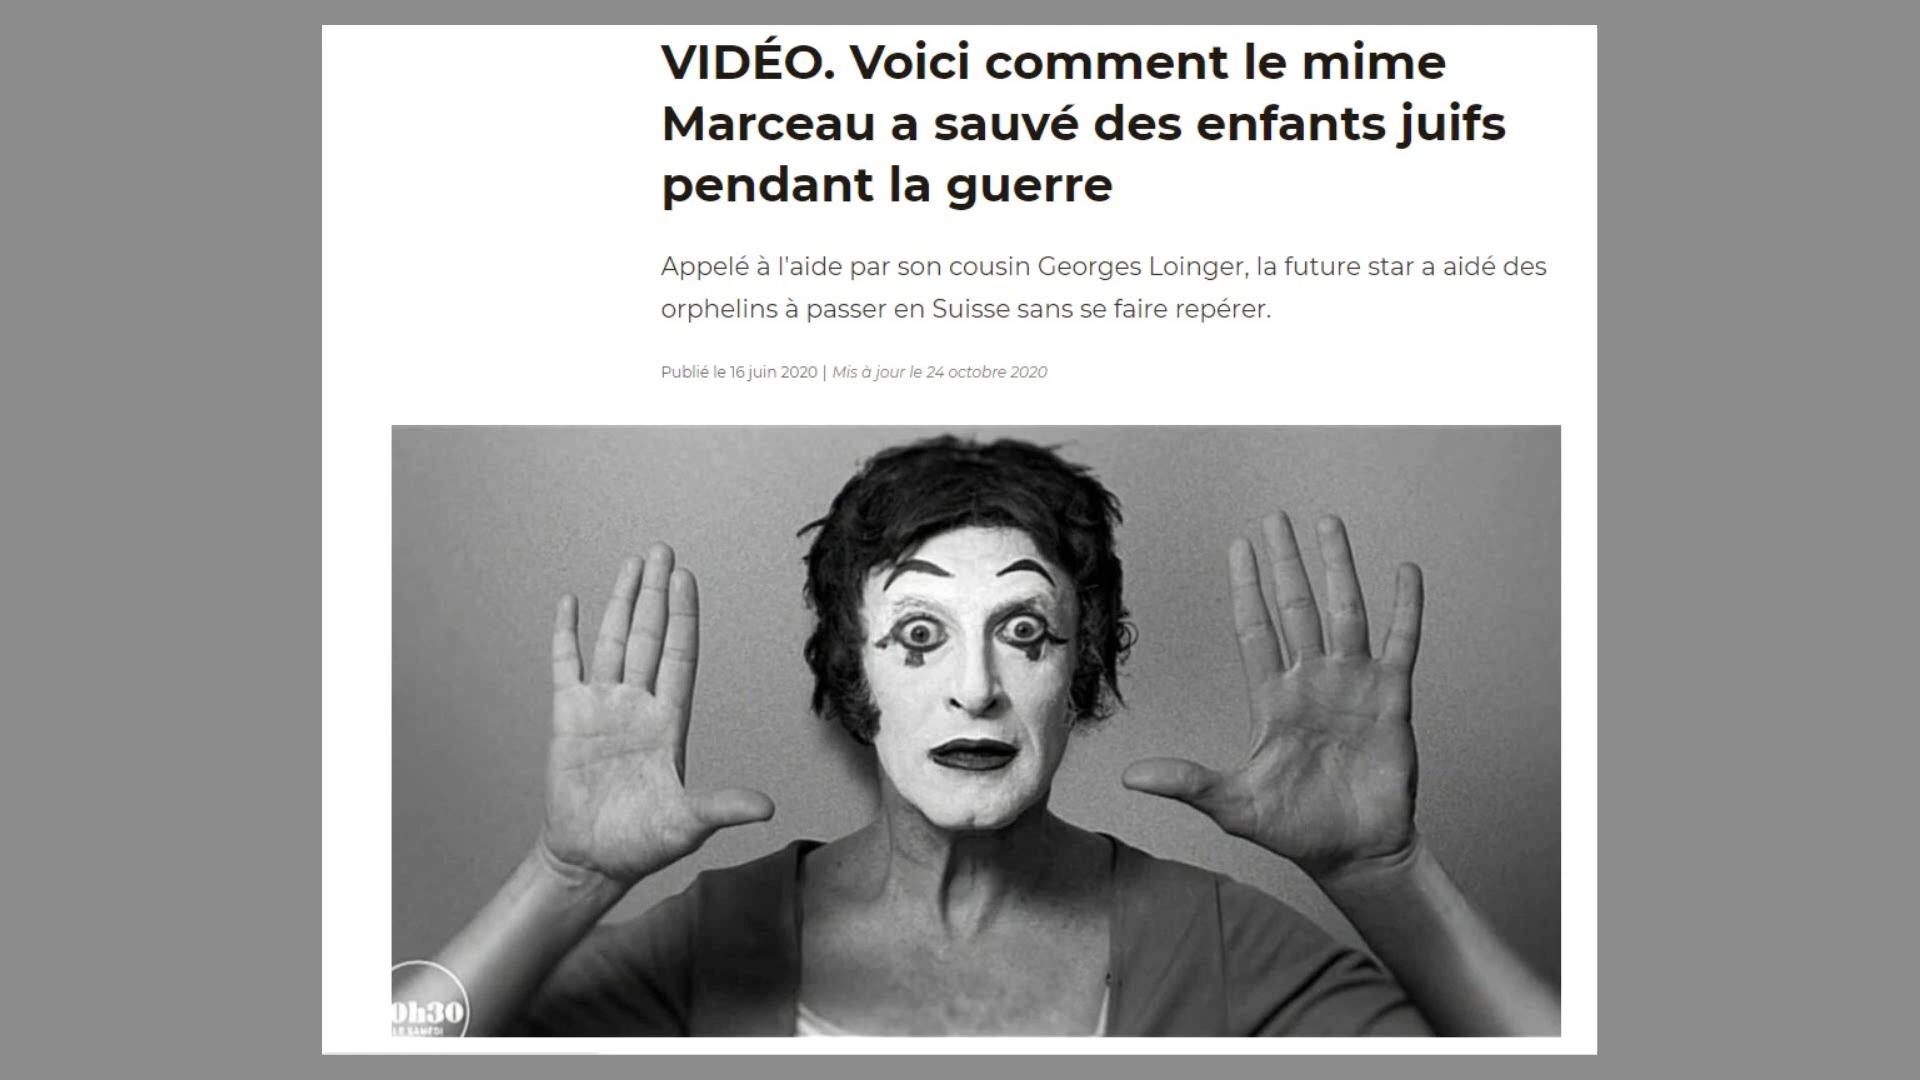 VIDÉO. Voici comment le mime
Marceau a sauvé des enfants juifs
pendant la guerre
Appelé à l'aide par son cousin Georges Loinger, la future star a aidé des
orphelins à passer en Suisse sans se faire repérer.
Publié le 16 juin 2020 | Mis à jour le 24 octobre 2020
0h30
LE SAMEDI